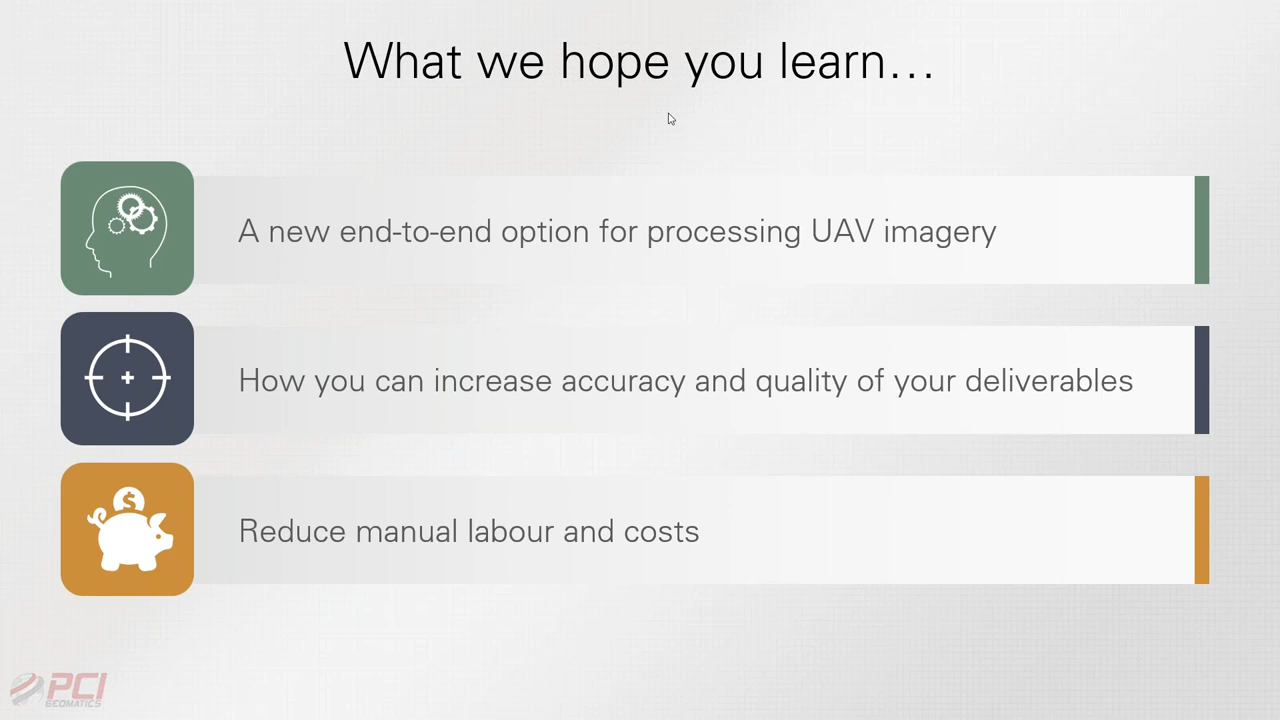 What we hope you learn...
A new end-to-end option for processing UAV imagery
How you can increase accuracy and quality of your deliverables
$
Reduce manual labour and costs
PCI
GEOMATICS